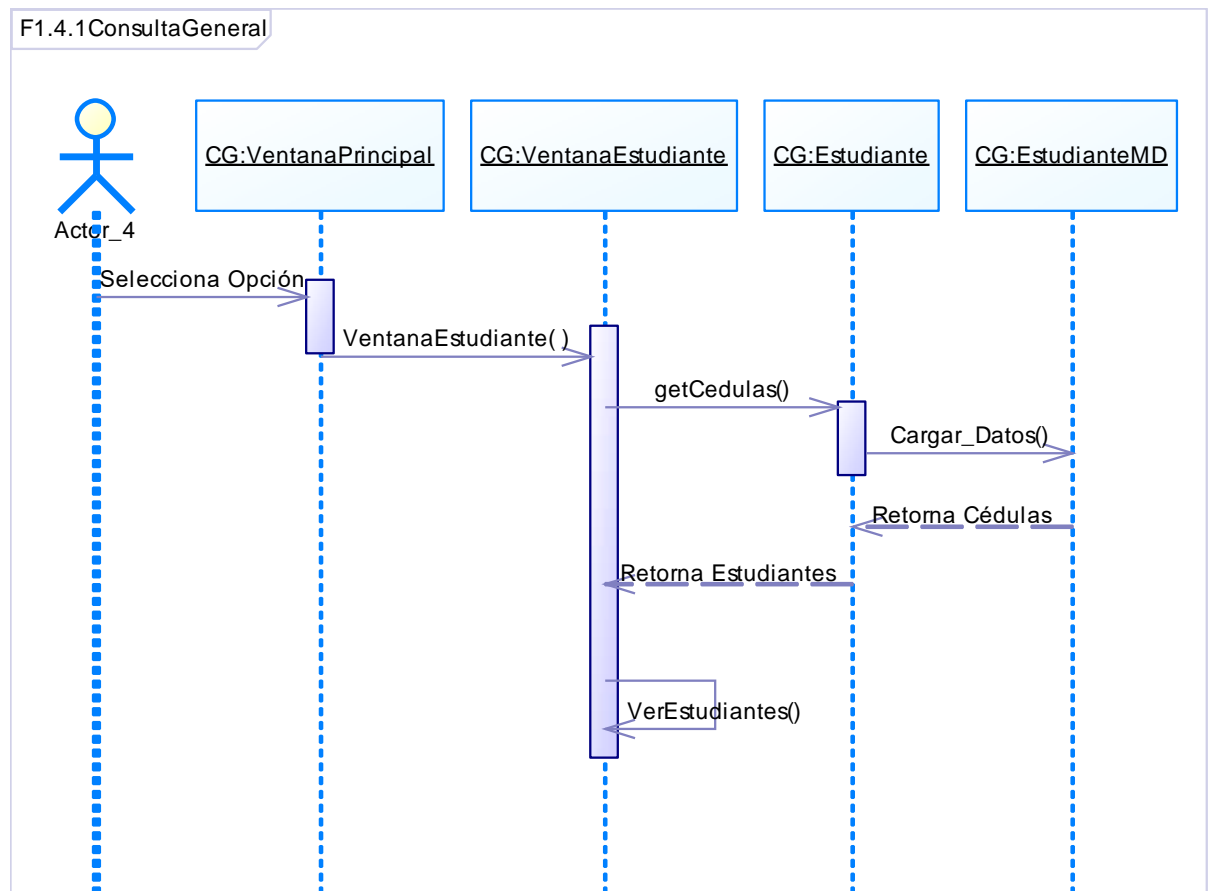 F1.4.1ConsultaGeneral
CG:VentanaPrincipal
CG:VentanaEstudiante
CG:Estudiante
CG:EstudianteMD
Actor_4
Selecciona Opción
VentanaEstudiante( )
getCedulas()
Cargar_Datos()
Retorna Cédulas
Retorna Estudiantes
VerEstudiantes()